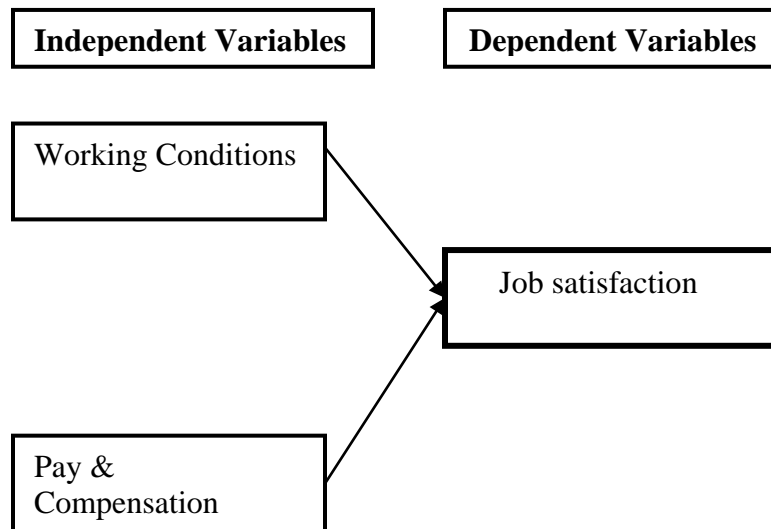 Independent Variables
Dependent Variables
Working Conditions
Job satisfaction
Pay &
Compensation